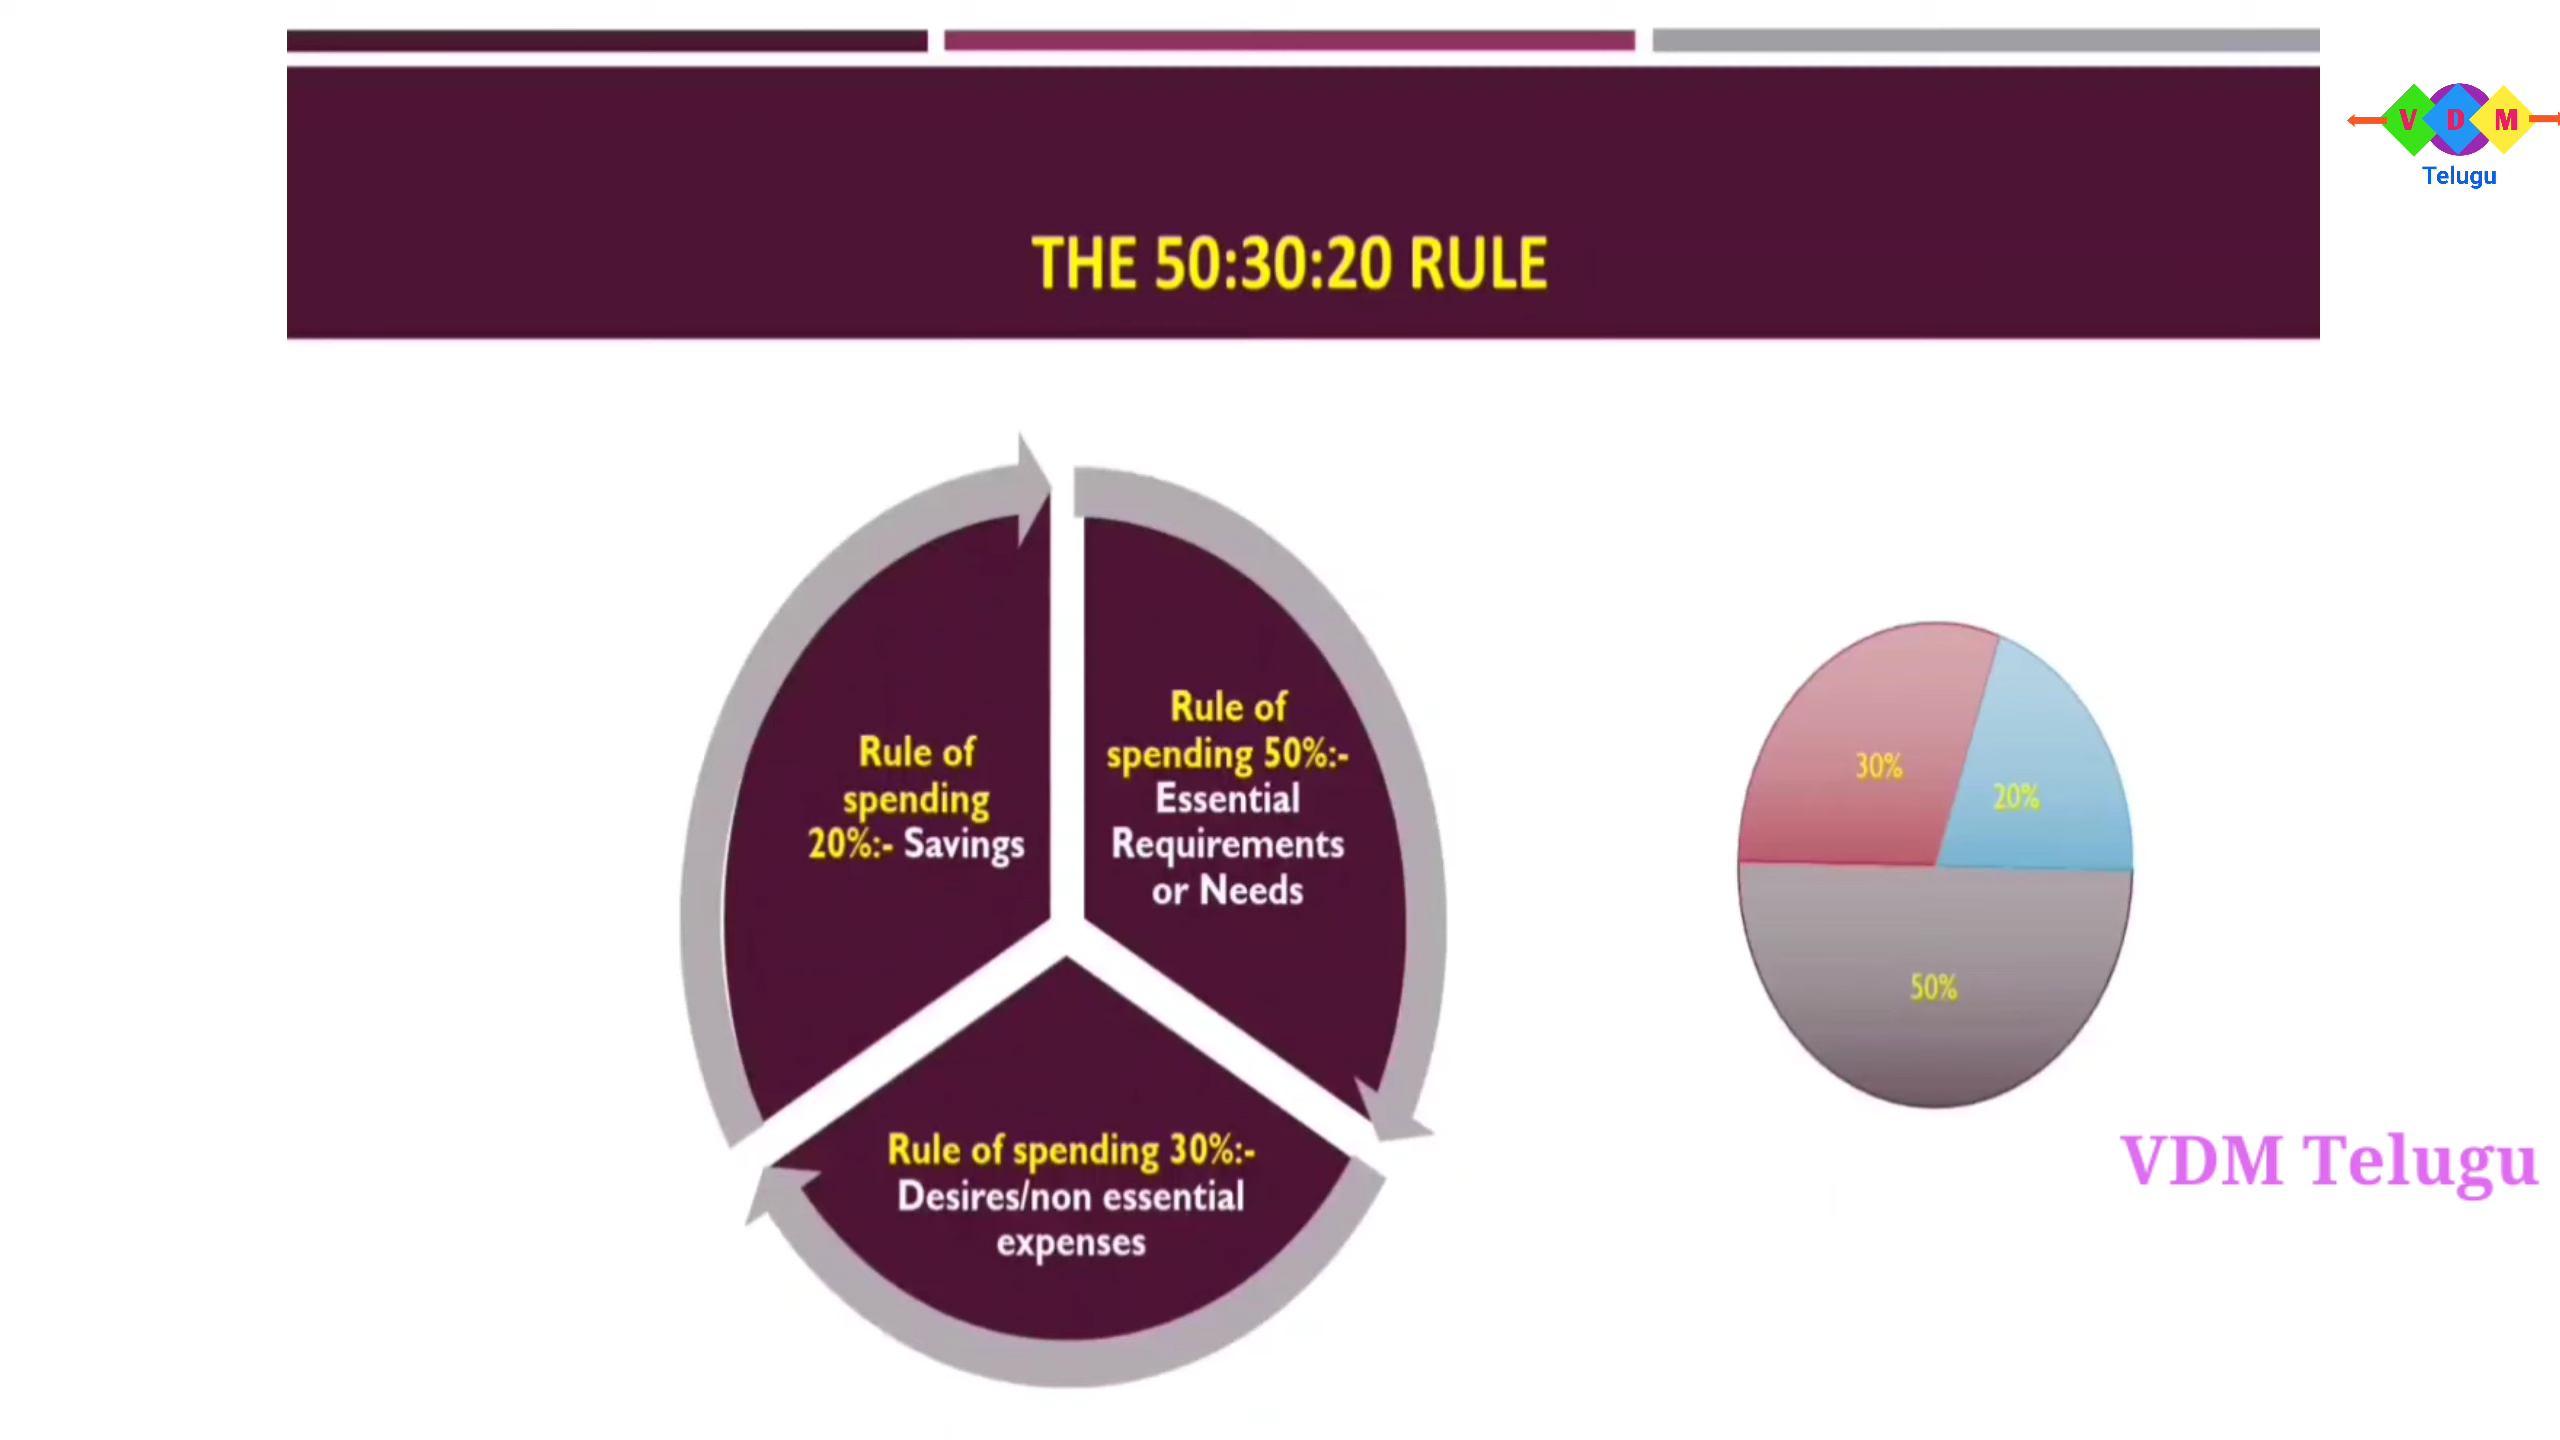 V D M
Telugu
THE 50:30:20 RULE
Rule of
spending 50%:-
Essential
Requirements
or Needs
Rule of
spending
20%:- Savings
Rule of spending 30%:-
Desires/non essential
expenses
30%
20%
50%
VDM Telugu